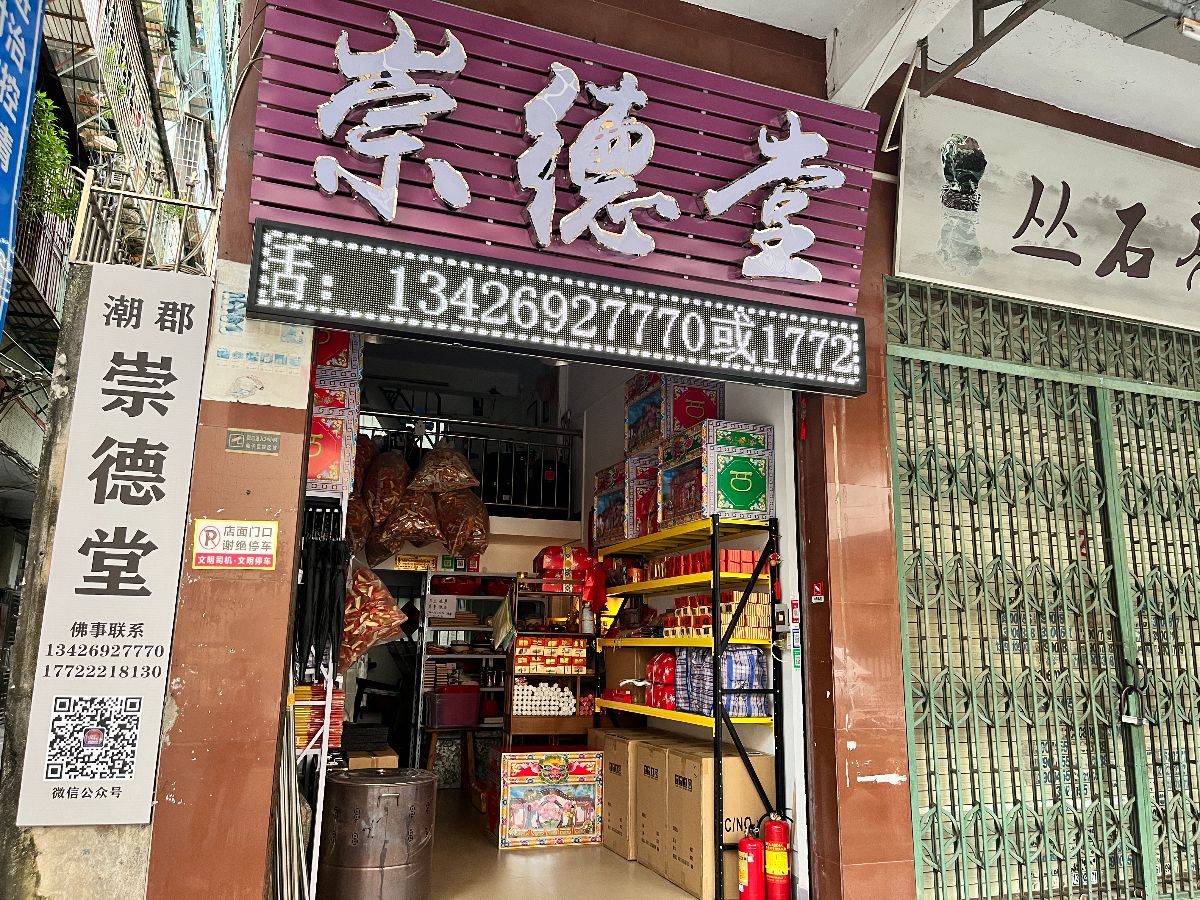 崇德堂
话：13426927770或1772
潮郡
崇德堂
佛事联系
13426927770
17722218130
微信公众号
店面门口
谢绝停车
文明司机·文明停车
丛石